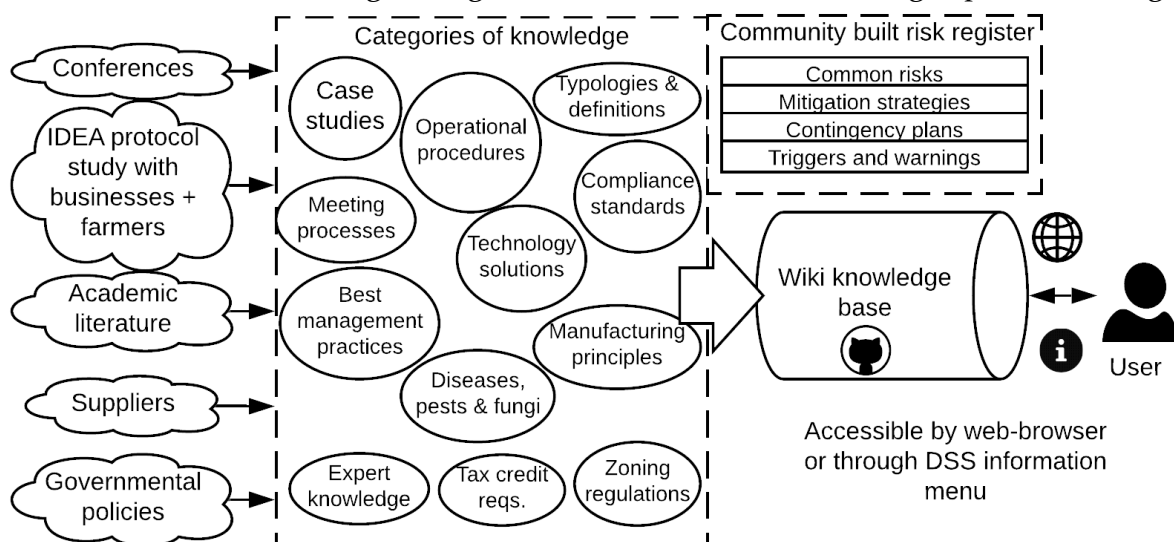 Categories of knowledge
Community built risk register
Conferences
IDEA protocol
study with
businesses +
farmers
Academic
literature
Suppliers
Governmental
policies
Case
studies
Operational
procedures
Typologies &
definitions
Compliance
standards
Meeting
processes
Technology
solutions
Best
management
practices
Manufacturing
principles
Diseases,
pests & fungi
Expert
knowledge
Tax credit
reqs.
Zoning
regulations
Common risks
Mitigation strategies
Contingency plans
Triggers and warnings
Wiki knowledge
base
i
User
Accessible by web-browser
or through DSS information
menu